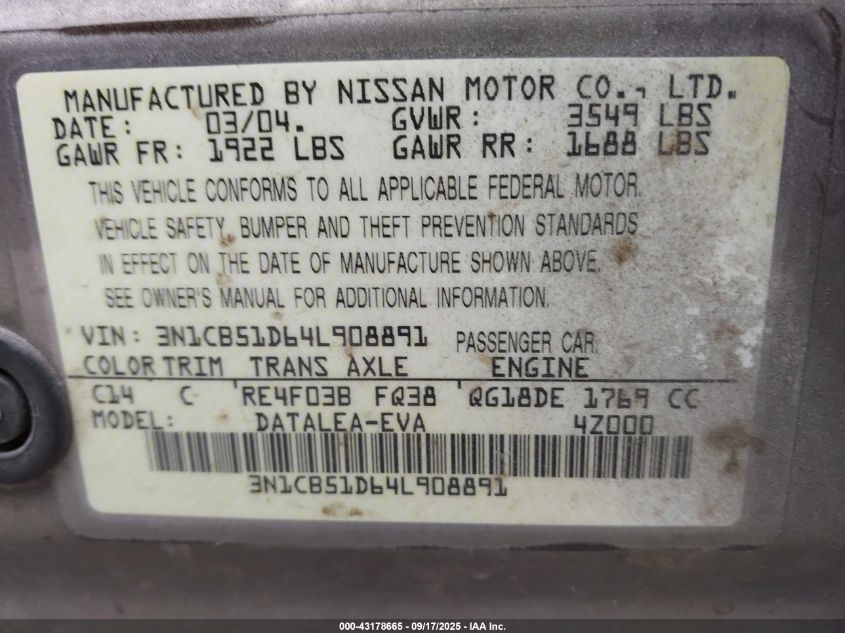 MANUFACTURED BY NISSAN MOTOR CO., LTD.
DATE: 03/04. GVWR: 3549 LBS
GAWR FR: 1922 LBS GAWR RR: 1688 LBS
THIS VEHICLE CONFORMS TO ALL APPLICABLE FEDERAL MOTOR
VEHICLE SAFETY, BUMPER AND THEFT PREVENTION STANDARDS
IN EFFECT ON THE DATE OF MANUFACTURE SHOWN ABOVE.
SEE OWNER'S MANUAL FOR ADDITIONAL INFORMATION.
VIN: 3N1CB51D64L908891 PASSENGER CAR
COLOR TRIM TRANS AXLE ENGINE
C14 C RE4F03B FQ38 QG18DE 1769 CC
MODEL: DATALEA-EVA 4Z000
3N1CB51D64L908891
000-43178665 - 09/17/2025 - IAA Inc.